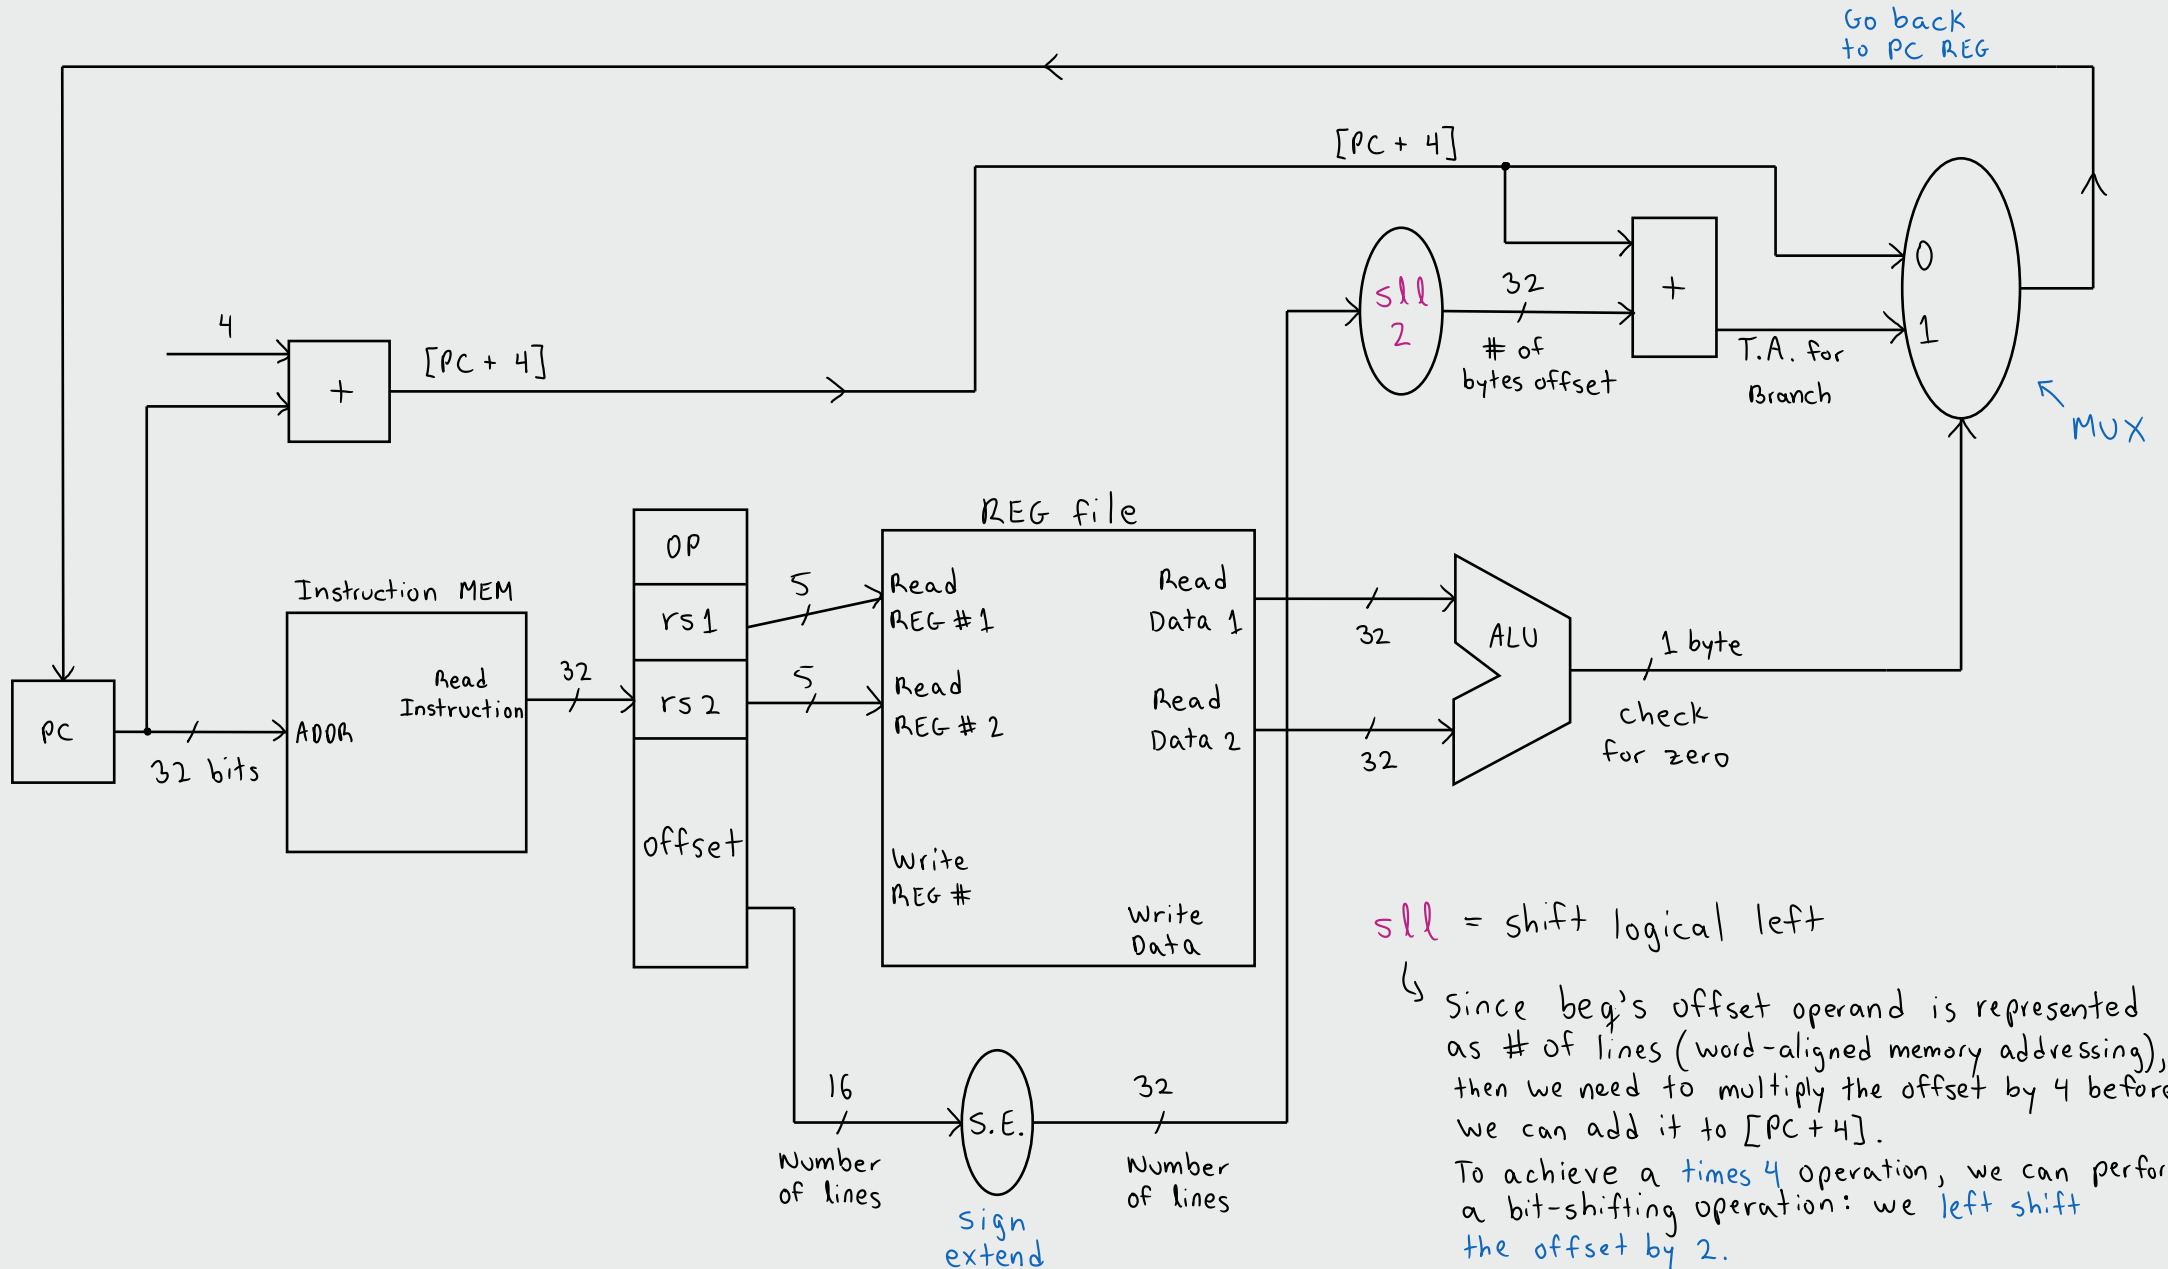 Go back
to PC REG
[PC + 4]
4
+
[PC + 4]
sll
2
32
# of
bytes offset
+
T.A. for
Branch
0
1
MUX
PC
32 bits
Instruction MEM
ADDR
Read
Instruction
32
OP
rs1
rs2
offset
5
5
REG file
Read
REG #1
Read
REG #2
Write
REG #
Read
Data 1
Read
Data 2
Write
Data
32
32
ALU
1 byte
check
for zero
16
Number
of lines
S.E.
sign
extend
32
Number
of lines
sll = shift logical left
Since beq's offset operand is represented
as # of lines (word-aligned memory addressing),
then we need to multiply the offset by 4 before
we can add it to [PC + 4].
To achieve a times 4 operation, we can perfor
a bit-shifting operation: we left shift
the offset by 2.